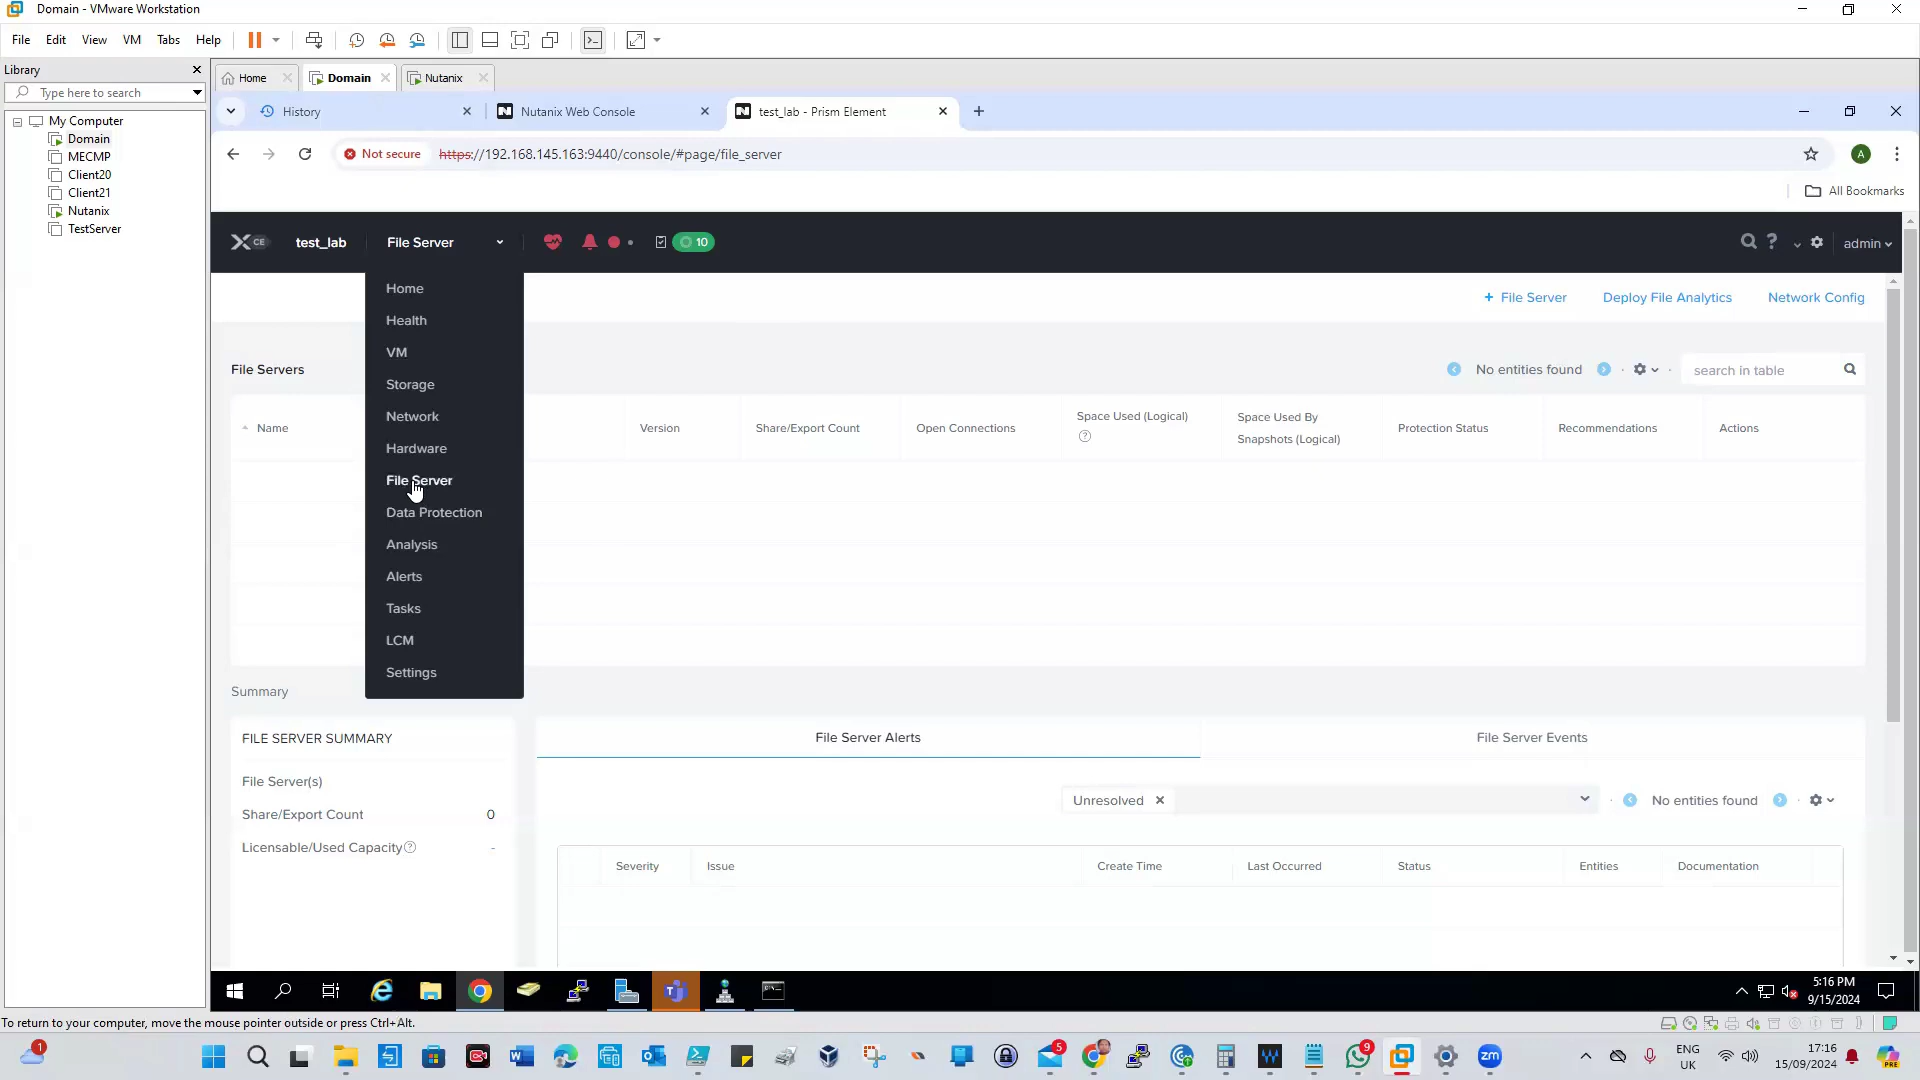 Domain - VMware Workstation
File Edit View VM Tabs Help
Library
Type here to search
My Computer
Domain
MECMP
Client20
Client21
Nutanix
TestServer
Home
Domain
Nutanix
History
Nutanix Web Console
test_lab - Prism Element
Not secure
https://192.168.145.163:9440/console/#page/file_server
A
All Bookmarks
X CE
test_lab
File Server
10
?
admin
Home
Health
VM
Storage
Network
Hardware
File Server
Data Protection
Analysis
Alerts
Tasks
LCM
Settings
+ File Server
Deploy File Analytics
Network Config
File Servers
No entities found
search in table
Name
Version
Share/Export Count
Open Connections
Space Used (Logical)
Space Used By
Snapshots (Logical)
Protection Status
Recommendations
Actions
Summary
FILE SERVER SUMMARY
File Server(s)
Share/Export Count 0
Licensable/Used Capacity -
File Server Alerts
File Server Events
Unresolved
No entities found
Severity
Issue
Create Time
Last Occurred
Status
Entities
Documentation
5:16 PM
9/15/2024
To return to your computer, move the mouse pointer outside or press Ctrl+Alt.
1
5
9
zm
ENG
UK
17:16
15/09/2024
PRE